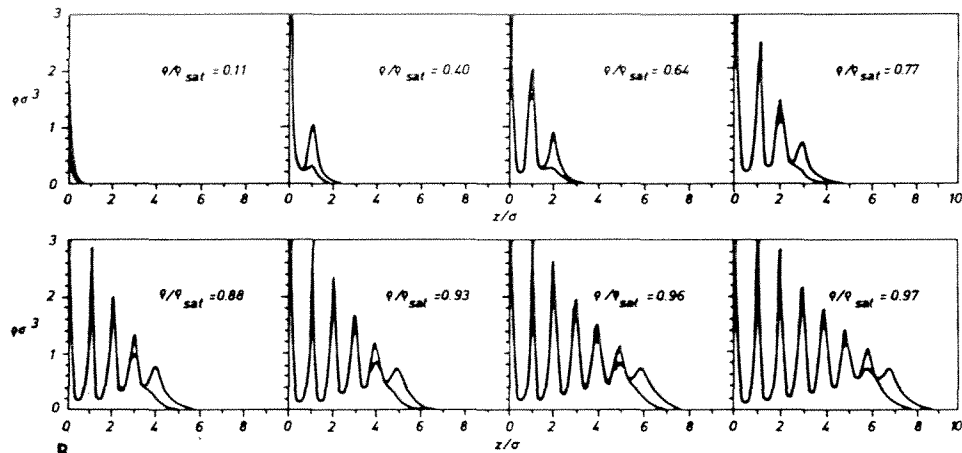 3
2
1
0
ρσ³
ρ/ρsat = 0.11
ρ/ρsat = 0.40
ρ/ρsat = 0.64
ρ/ρsat = 0.77
0 2 4 6 8 0 2 4 6 8 0 2 4 6 8 0 2 4 6 8 10
z/σ
3
2
1
0
ρσ³
ρ/ρsat = 0.88
ρ/ρsat = 0.93
ρ/ρsat = 0.96
ρ/ρsat = 0.97
0 2 4 6 8 0 2 4 6 8 0 2 4 6 8 0 2 4 6 8 10
z/σ
B